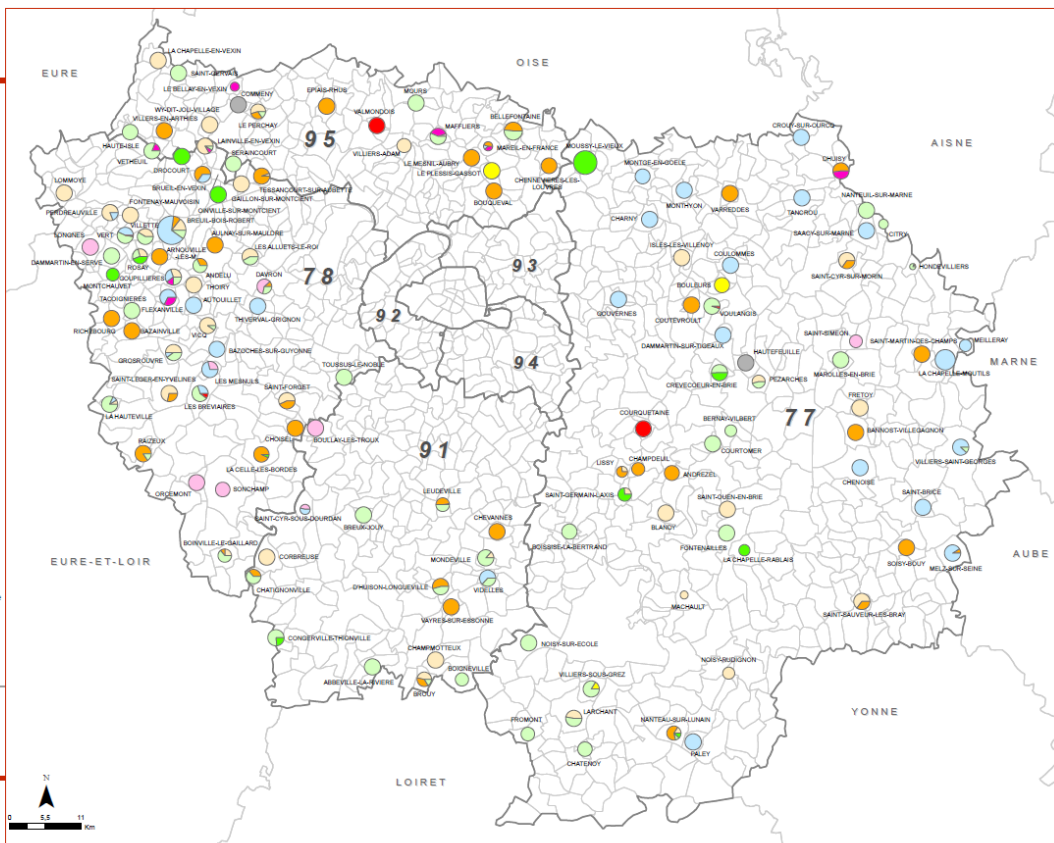 LA CHAPELLE-EN-VEXIN
EURE
OISE
SAINT-GERVAIS
LE BELLAY-EN-VEXIN
COMMENY
EPIAIS-RHUS
MOURS
WY-DIT-JOLI-VILLAGE
VALMONDOIS
BELLEFONTAINE
VILLERS-EN-ARTHIES
LE PERCHAY
95
MAFFLIERS
CROUY-SUR-OURCQ
AISNE
HAUTE-ISLE
LAINVILLE-EN-VEXIN
VILLIERS-ADAM
MAREIL-EN-FRANCE
MOUSSY-LE-VIEUX
VETHEUIL
SERAINCOURT
LE MESNIL-AUBRY
DHUISY
DROCOURT
LE PLESSIS-GASSOT
CHENNEVIERES-LES-LOUVRES
MONTGE-EN-GOELE
LOMMOYE
BRUEIL-EN-VEXIN
TESSANCOURT-SUR-AUBETTE
BOUQUEVAL
MONTHYON
VARREDDES
TANCROU
NANTEUIL-SUR-MARNE
FONTENAY-MAUVOISIN
GAILLON-SUR-MONTCIENT
PERDREAUVILLE
OINVILLE-SUR-MONTCIENT
CHARNY
SAACY-SUR-MARNE
CITRY
VILLETTE
BREUIL-BOIS-ROBERT
LONGNES
VERT
AULNAY-SUR-MAULDRE
ISLES-LES-VILLENOY
ARNOUVILLE-LES-M.
LES ALLUETS-LE-ROI
COULOMMES
HONDEVILLIERS
DAMMARTIN-EN-SERVE
ROSAY
93
SAINT-CYR-SUR-MORIN
GOUPILLIERES
ANDELU
DAVRON
78
MONTCHAUVET
THOIRY
BOULEURS
TACOIGNIERES
AUTOUILLET
GOUVERNES
FLEXANVILLE
THIVERVAL-GRIGNON
COUTEVROULT
VOULANGIS
92
RICHEBOURG
BAZAINVILLE
VICQ
SAINT-SIMEON
SAINT-MARTIN-DES-CHAMPS
MEILLERAY
DAMMARTIN-SUR-TIGEAUX
GROSROUVRE
BAZOCHES-SUR-GUYONNE
94
HAUTEFEUILLE
MARNE
TOUSSUS-LE-NOBLE
CREVECOEUR-EN-BRIE
PEZARCHES
MAROLLES-EN-BRIE
LA CHAPELLE-MOUTILS
SAINT-LEGER-EN-YVELINES
LES MESNULS
SAINT-FORGET
LES BREVIAIRES
FRETOY
LA HAUTEVILLE
COURQUETAINE
BERNAY-VILBERT
77
BANNOST-VILLEGAGNON
BAIZEUX
CHOISEL
BOULLAY-LES-TROUX
91
COURTOMER
VILLIERS-SAINT-GEORGES
LISSY
CHAMPDEUIL
ANDREZEL
LA CELLE-LES-BORDES
CHENOISE
ORCEMONT
SONCHAMP
LEUDEVILLE
SAINT-GERMAIN-LAXIS
SAINT-OUEN-EN-BRIE
SAINT-BRICE
SAINT-CYR-SOUS-DOURDAN
BREUX-JOUY
CHEVANNES
BLANDY
BOISSISE-LA-BERTRAND
FONTENAILLES
BOINVILLE-LE-GAILLARD
CORBREUSE
MONDEVILLE
LA CHAPELLE-RABLAIS
SOISY-BOUY
MELZ-SUR-SEINE
AUBE
EURE-ET-LOIR
CHATIGNONVILLE
D'HUISON-LONGUEVILLE
VIDELLES
MACHAULT
VAYRES-SUR-ESSONNE
SAINT-SAUVEUR-LES-BRAY
CONGERVILLE-THIONVILLE
NOISY-SUR-ECOLE
CHAMPMOTTEUX
BOIGNEVILLE
NOISY-RUDIGNON
ABBEVILLE-LA-RIVIERE
BROUY
VILLIERS-SOUS-GREZ
YONNE
FROMONT
LARCHANT
NANTEAU-SUR-LUNAIN
PALEY
CHATENOY
LOIRET
N
0 5,5 11
Km